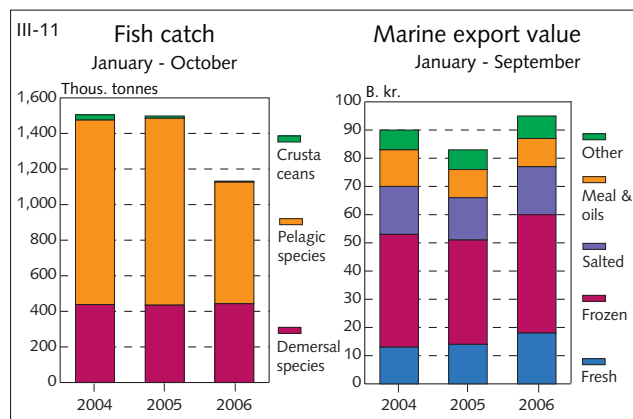 III-11
Fish catch
January - October
Thous. tonnes
1,600
1,400
1,200
1,000
800
600
400
200
0
2004 2005 2006
Crusta
ceans
Pelagic
species
Demersal
species
Marine export value
January - September
B. kr.
100
90
80
70
60
50
40
30
20
10
0
2004 2005 2006
Other
Meal &
oils
Salted
Frozen
Fresh